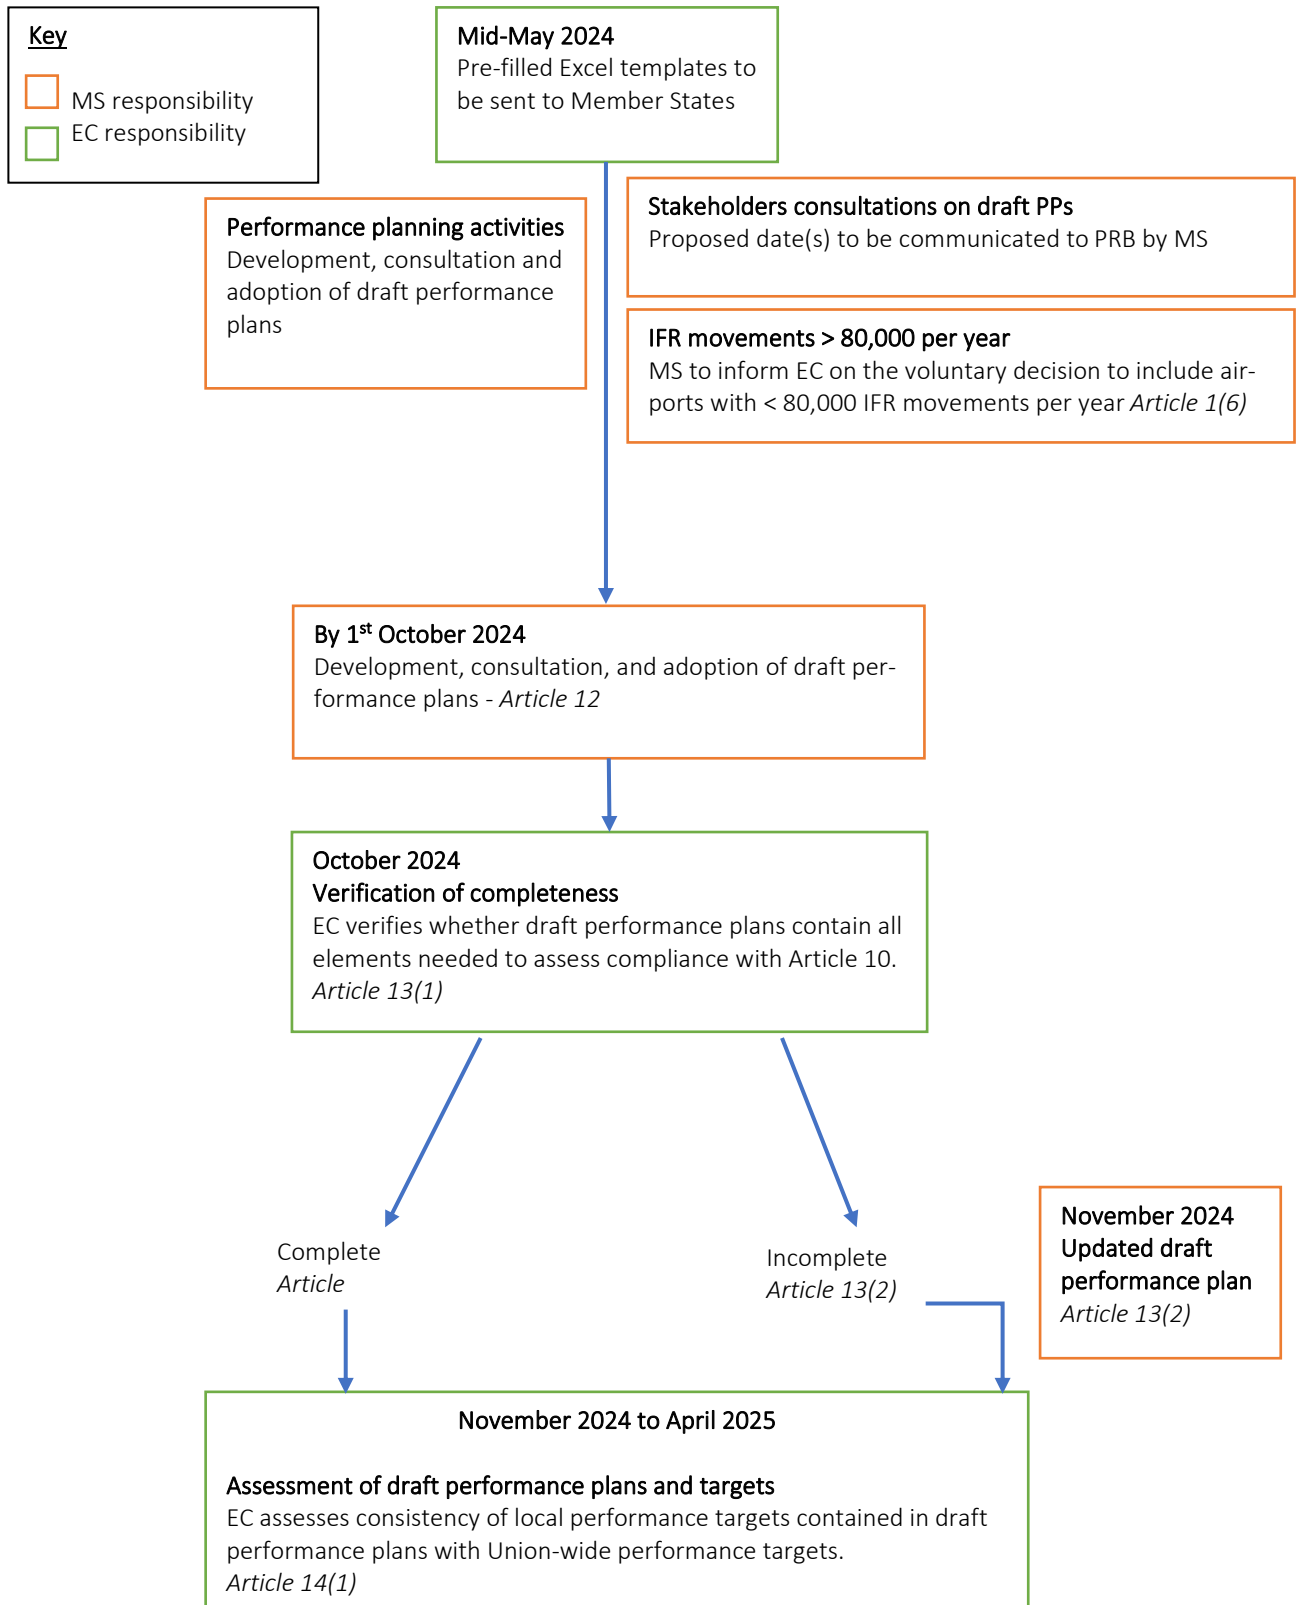 Key
MS responsibility
EC responsibility
Mid-May 2024
Pre-filled Excel templates to
be sent to Member States
Performance planning activities
Development, consultation and
adoption of draft performance
plans
Stakeholders consultations on draft PPs
Proposed date(s) to be communicated to PRB by MS
IFR movements > 80,000 per year
MS to inform EC on the voluntary decision to include air-
ports with < 80,000 IFR movements per year Article 1(6)
By 1st October 2024
Development, consultation, and adoption of draft per-
formance plans - Article 12
October 2024
Verification of completeness
EC verifies whether draft performance plans contain all
elements needed to assess compliance with Article 10.
Article 13(1)
Complete
Article
Incomplete
Article 13(2)
November 2024
Updated draft
performance plan
Article 13(2)
November 2024 to April 2025
Assessment of draft performance plans and targets
EC assesses consistency of local performance targets contained in draft
performance plans with Union-wide performance targets.
Article 14(1)